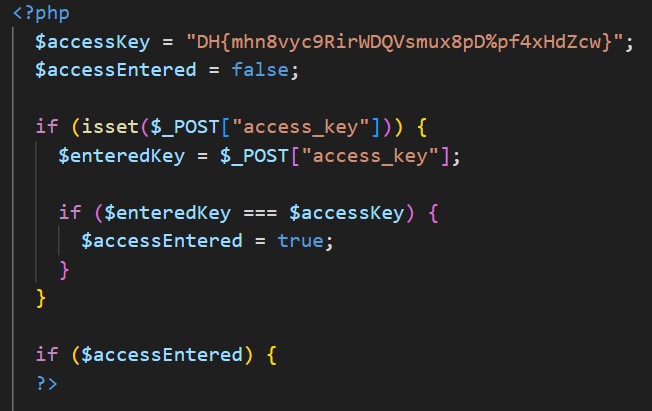 <?php
$accessKey = "DH{mhn8vyc9RirWDQVsmux8pD%pf4xHdZcw}";
$accessEntered = false;
if (isset($_POST["access_key"])) {
$enteredKey = $_POST["access_key"];
if ($enteredKey === $accessKey) {
$accessEntered = true;
}
}
if ($accessEntered) {
?>